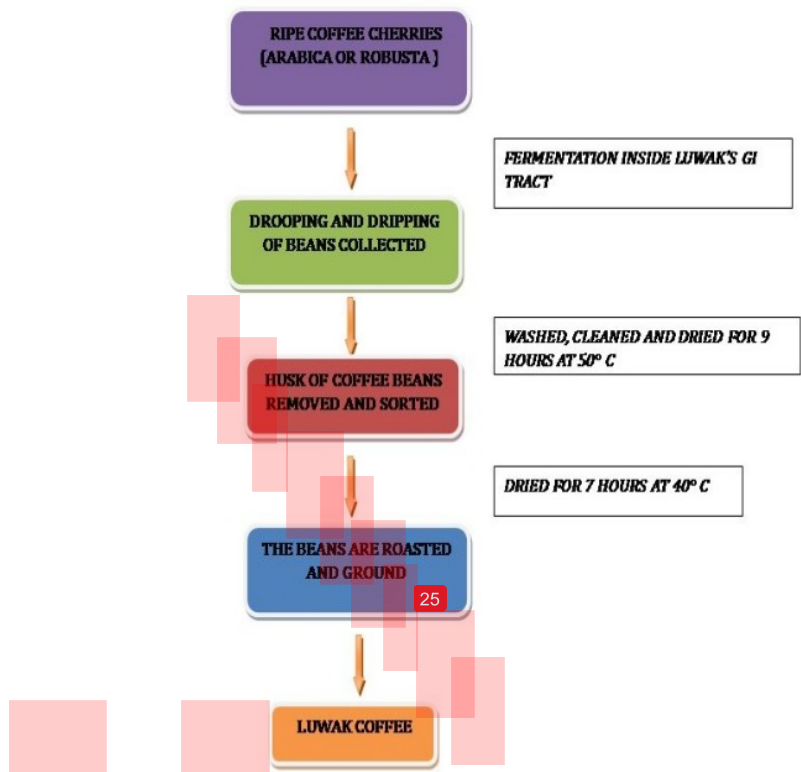 RIPE COFFEE CHERRIES
(ARABICA OR ROBUSTA )
FERMENTATION INSIDE LUWAK'S GI
TRACT
DROOPING AND DRIPPING
OF BEANS COLLECTED
WASHED, CLEANED AND DRIED FOR 9
HOURS AT 50° C
HUSK OF COFFEE BEANS
REMOVED AND SORTED
DRIED FOR 7 HOURS AT 40° C
THE BEANS ARE ROASTED
AND GROUND
25
LUWAK COFFEE